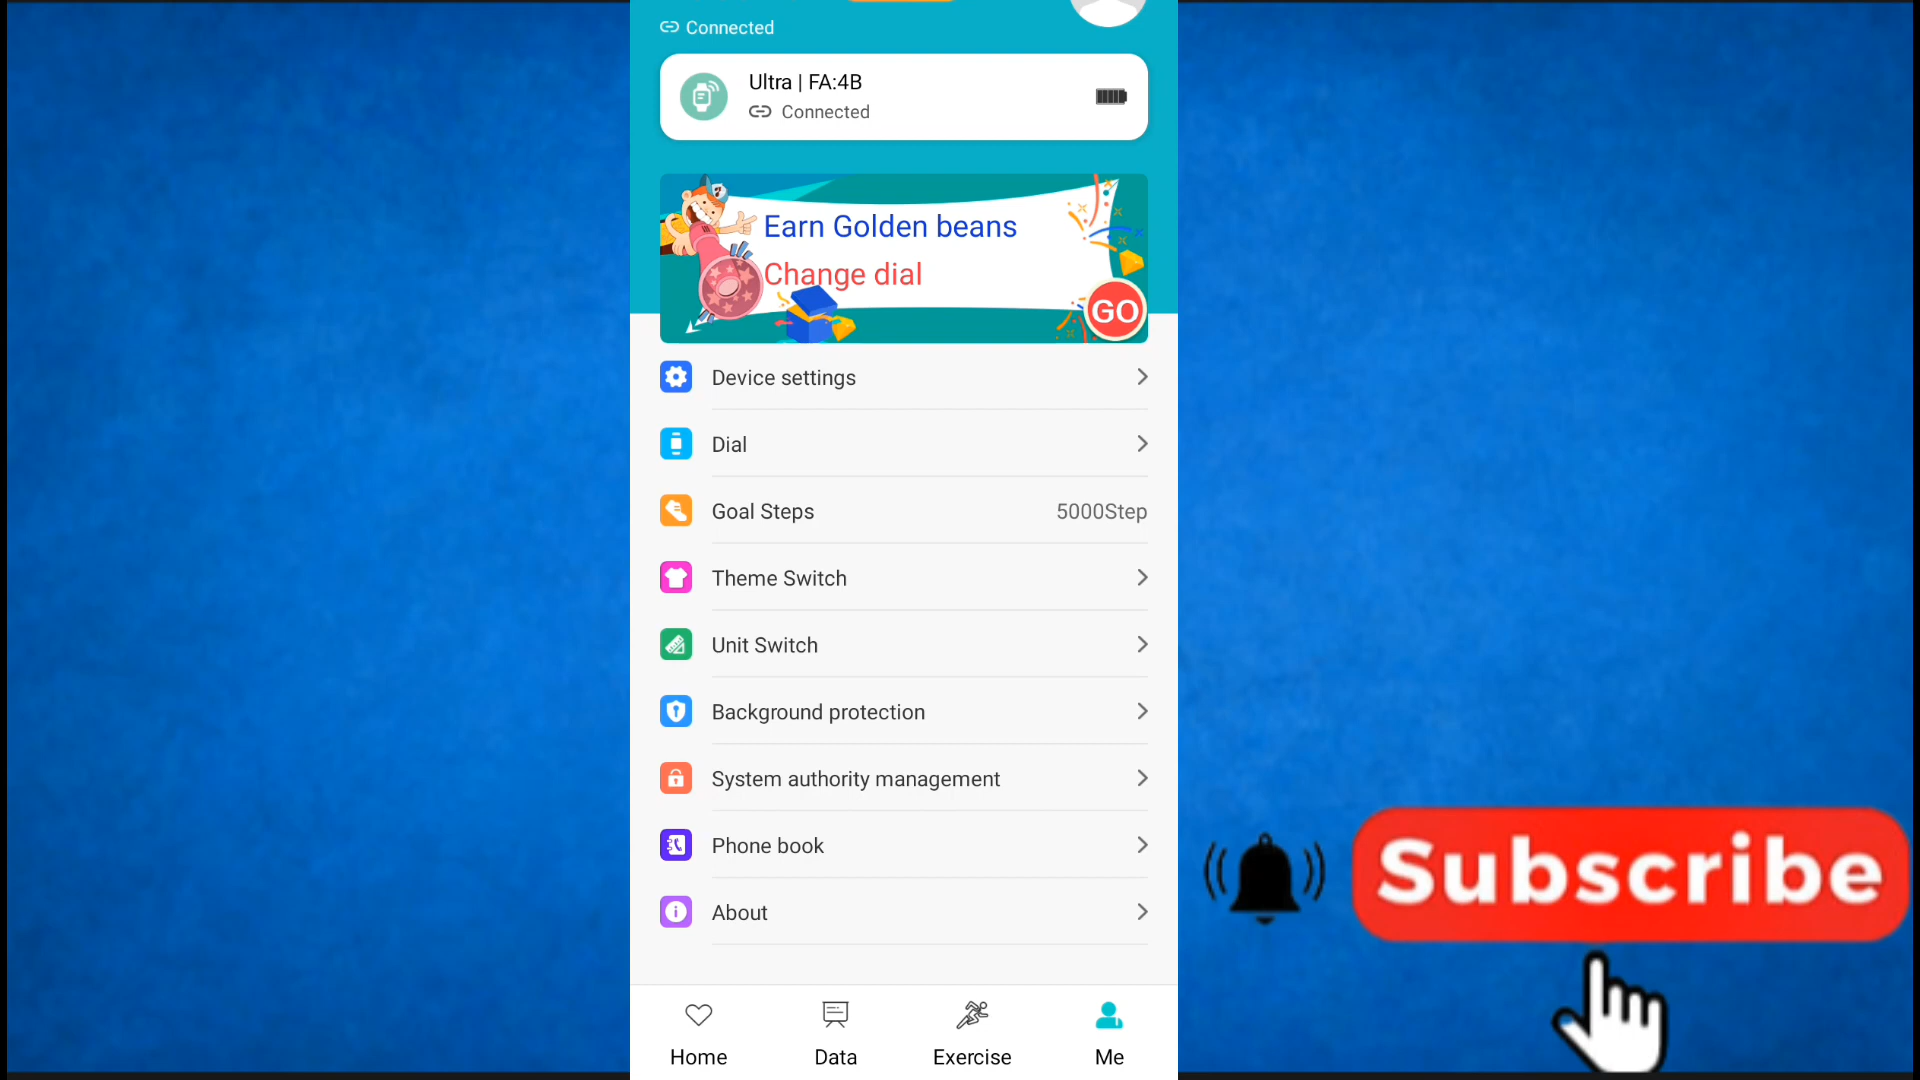 Connected
Ultra | FA:4B
Connected
Earn Golden beans
Change dial
GO
Device settings
Dial
Goal Steps 5000Step
Theme Switch
Unit Switch
Background protection
System authority management
Phone book
About
Subscribe
Home Data Exercise Me